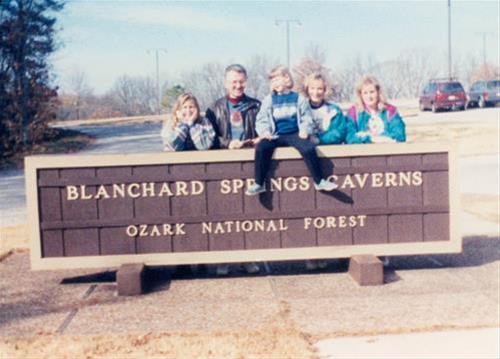 BLANCHARD SPRINGS CAVERNS
OZARK NATIONAL FOREST